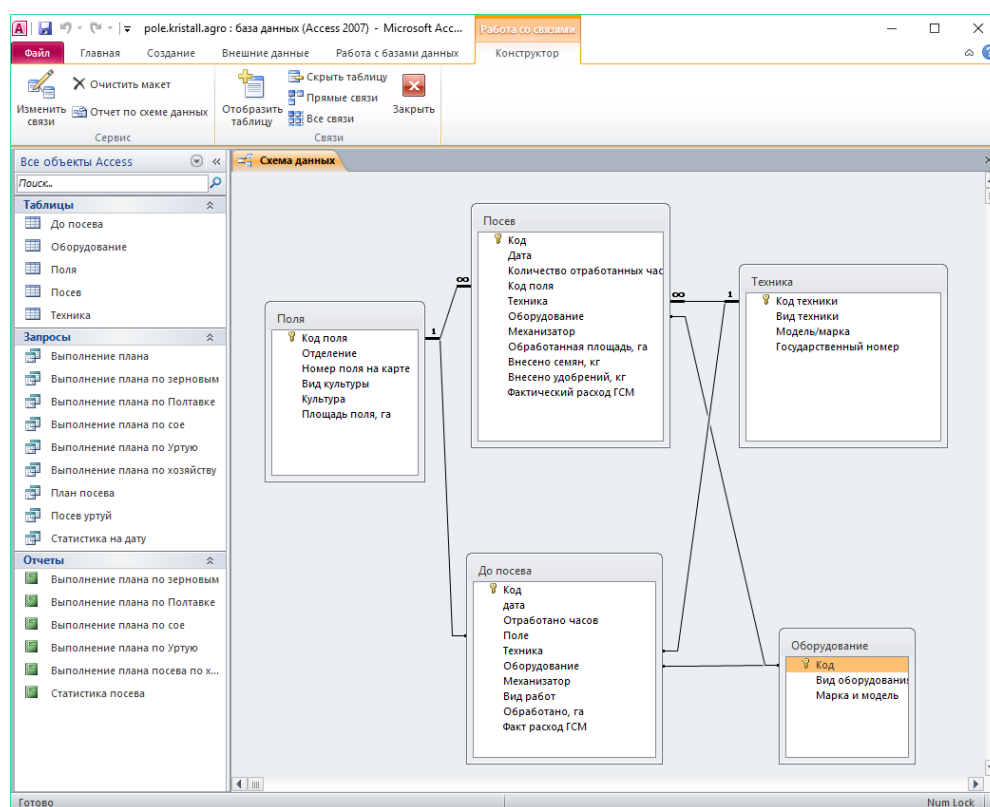 pole.kristall.agro : база данных (Access 2007) - Microsoft Acc...
Работа со связями
Файл Главная Создание Внешние данные Работа с базами данных Конструктор
Изменить связи
Очистить макет
Отчет по схеме данных
Сервис
Отобразить таблицу
Скрыть таблицу
Прямые связи
Все связи
Закрыть
Связи
Все объекты Access
Поиск...
Таблицы
До посева
Оборудование
Поля
Посев
Техника
Запросы
Выполнение плана
Выполнение плана по зерновым
Выполнение плана по Полтавке
Выполнение плана по сое
Выполнение плана по Уртую
Выполнение плана по хозяйству
План посева
Посев уртуй
Статистика на дату
Отчеты
Выполнение плана по зерновым
Выполнение плана по Полтавке
Выполнение плана по сое
Выполнение плана по Уртую
Выполнение плана посева по х...
Статистика посева
Схема данных
Поля
Код поля
Отделение
Номер поля на карте
Вид культуры
Культура
Площадь поля, га
1
∞
Посев
Код
Дата
Количество отработанных час
Код поля
Техника
Оборудование
Механизатор
Обработанная площадь, га
Внесено семян, кг
Внесено удобрений, кг
Фактический расход ГСМ
∞
1
Техника
Код техники
Вид техники
Модель/марка
Государственный номер
До посева
Код
дата
Отработано часов
Поле
Техника
Оборудование
Механизатор
Вид работ
Обработано, га
Факт расход ГСМ
Оборудование
Код
Вид оборудования
Марка и модель
Готово
Num Lock